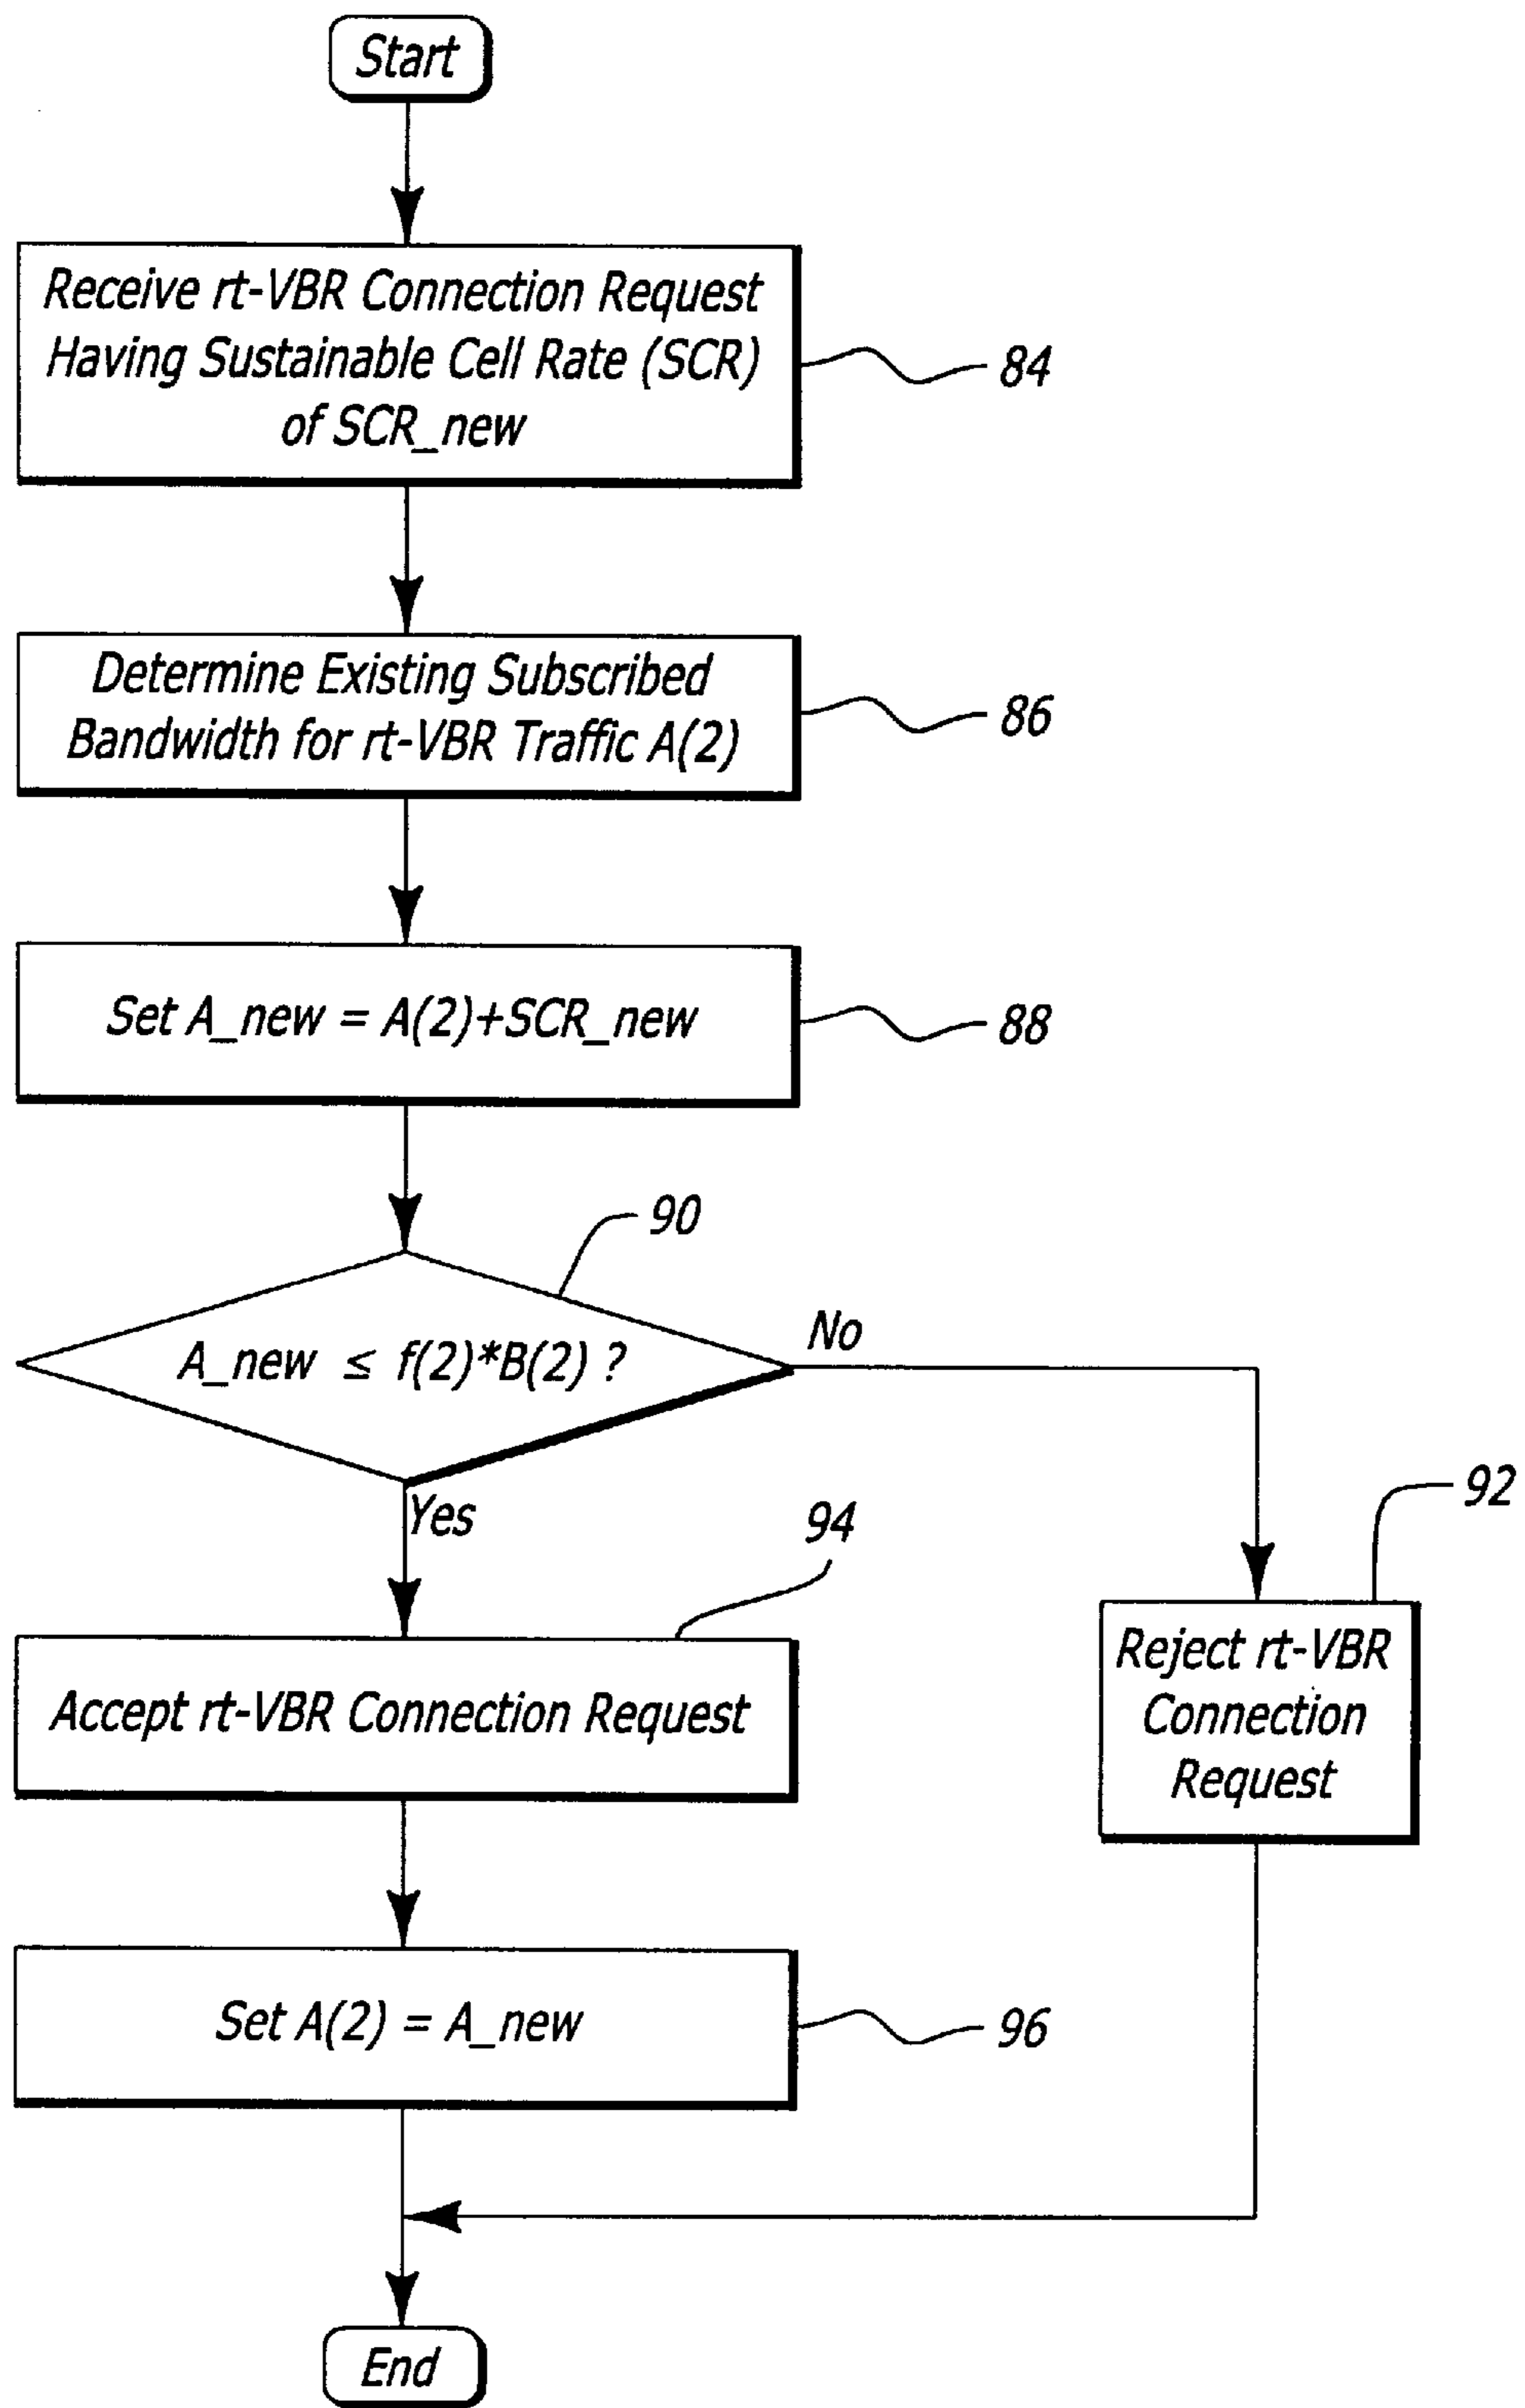 Start
Receive rt-VBR Connection Request
Having Sustainable Cell Rate (SCR)
of SCR_new
84
Determine Existing Subscribed
Bandwidth for rt-VBR Traffic A(2)
86
Set A_new = A(2)+SCR_new
88
90
A_new ≤ f(2)*B(2) ?
No
Yes
92
94
Accept rt-VBR Connection Request
Reject rt-VBR
Connection
Request
Set A(2) = A_new
96
End